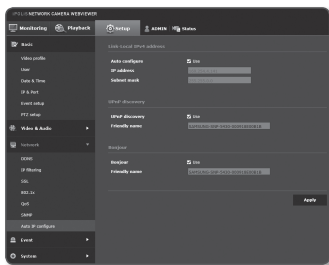 iPOLiS NETWORK CAMERA WEBVIEWER
Monitoring
Playback
Setup
ADMIN
Status
Basic
Video profile
User
Date & Time
IP & Port
Event setup
PTZ setup
Video & Audio
Network
DDNS
IP filtering
SSL
802.1x
QoS
SNMP
Auto IP configure
Event
System
Link-Local IPv4 address
Auto configure
Use
IP address
Subnet mask
UPnP discovery
UPnP discovery
Use
Friendly name
Bonjour
Bonjour
Use
Friendly name
Apply